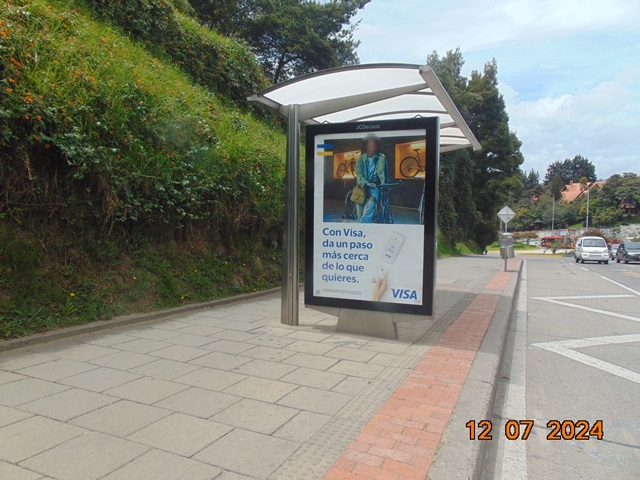 JCDecaux
Con Visa,
da un paso
más cerca
de lo que
quieres.
VISA
12 07 2024